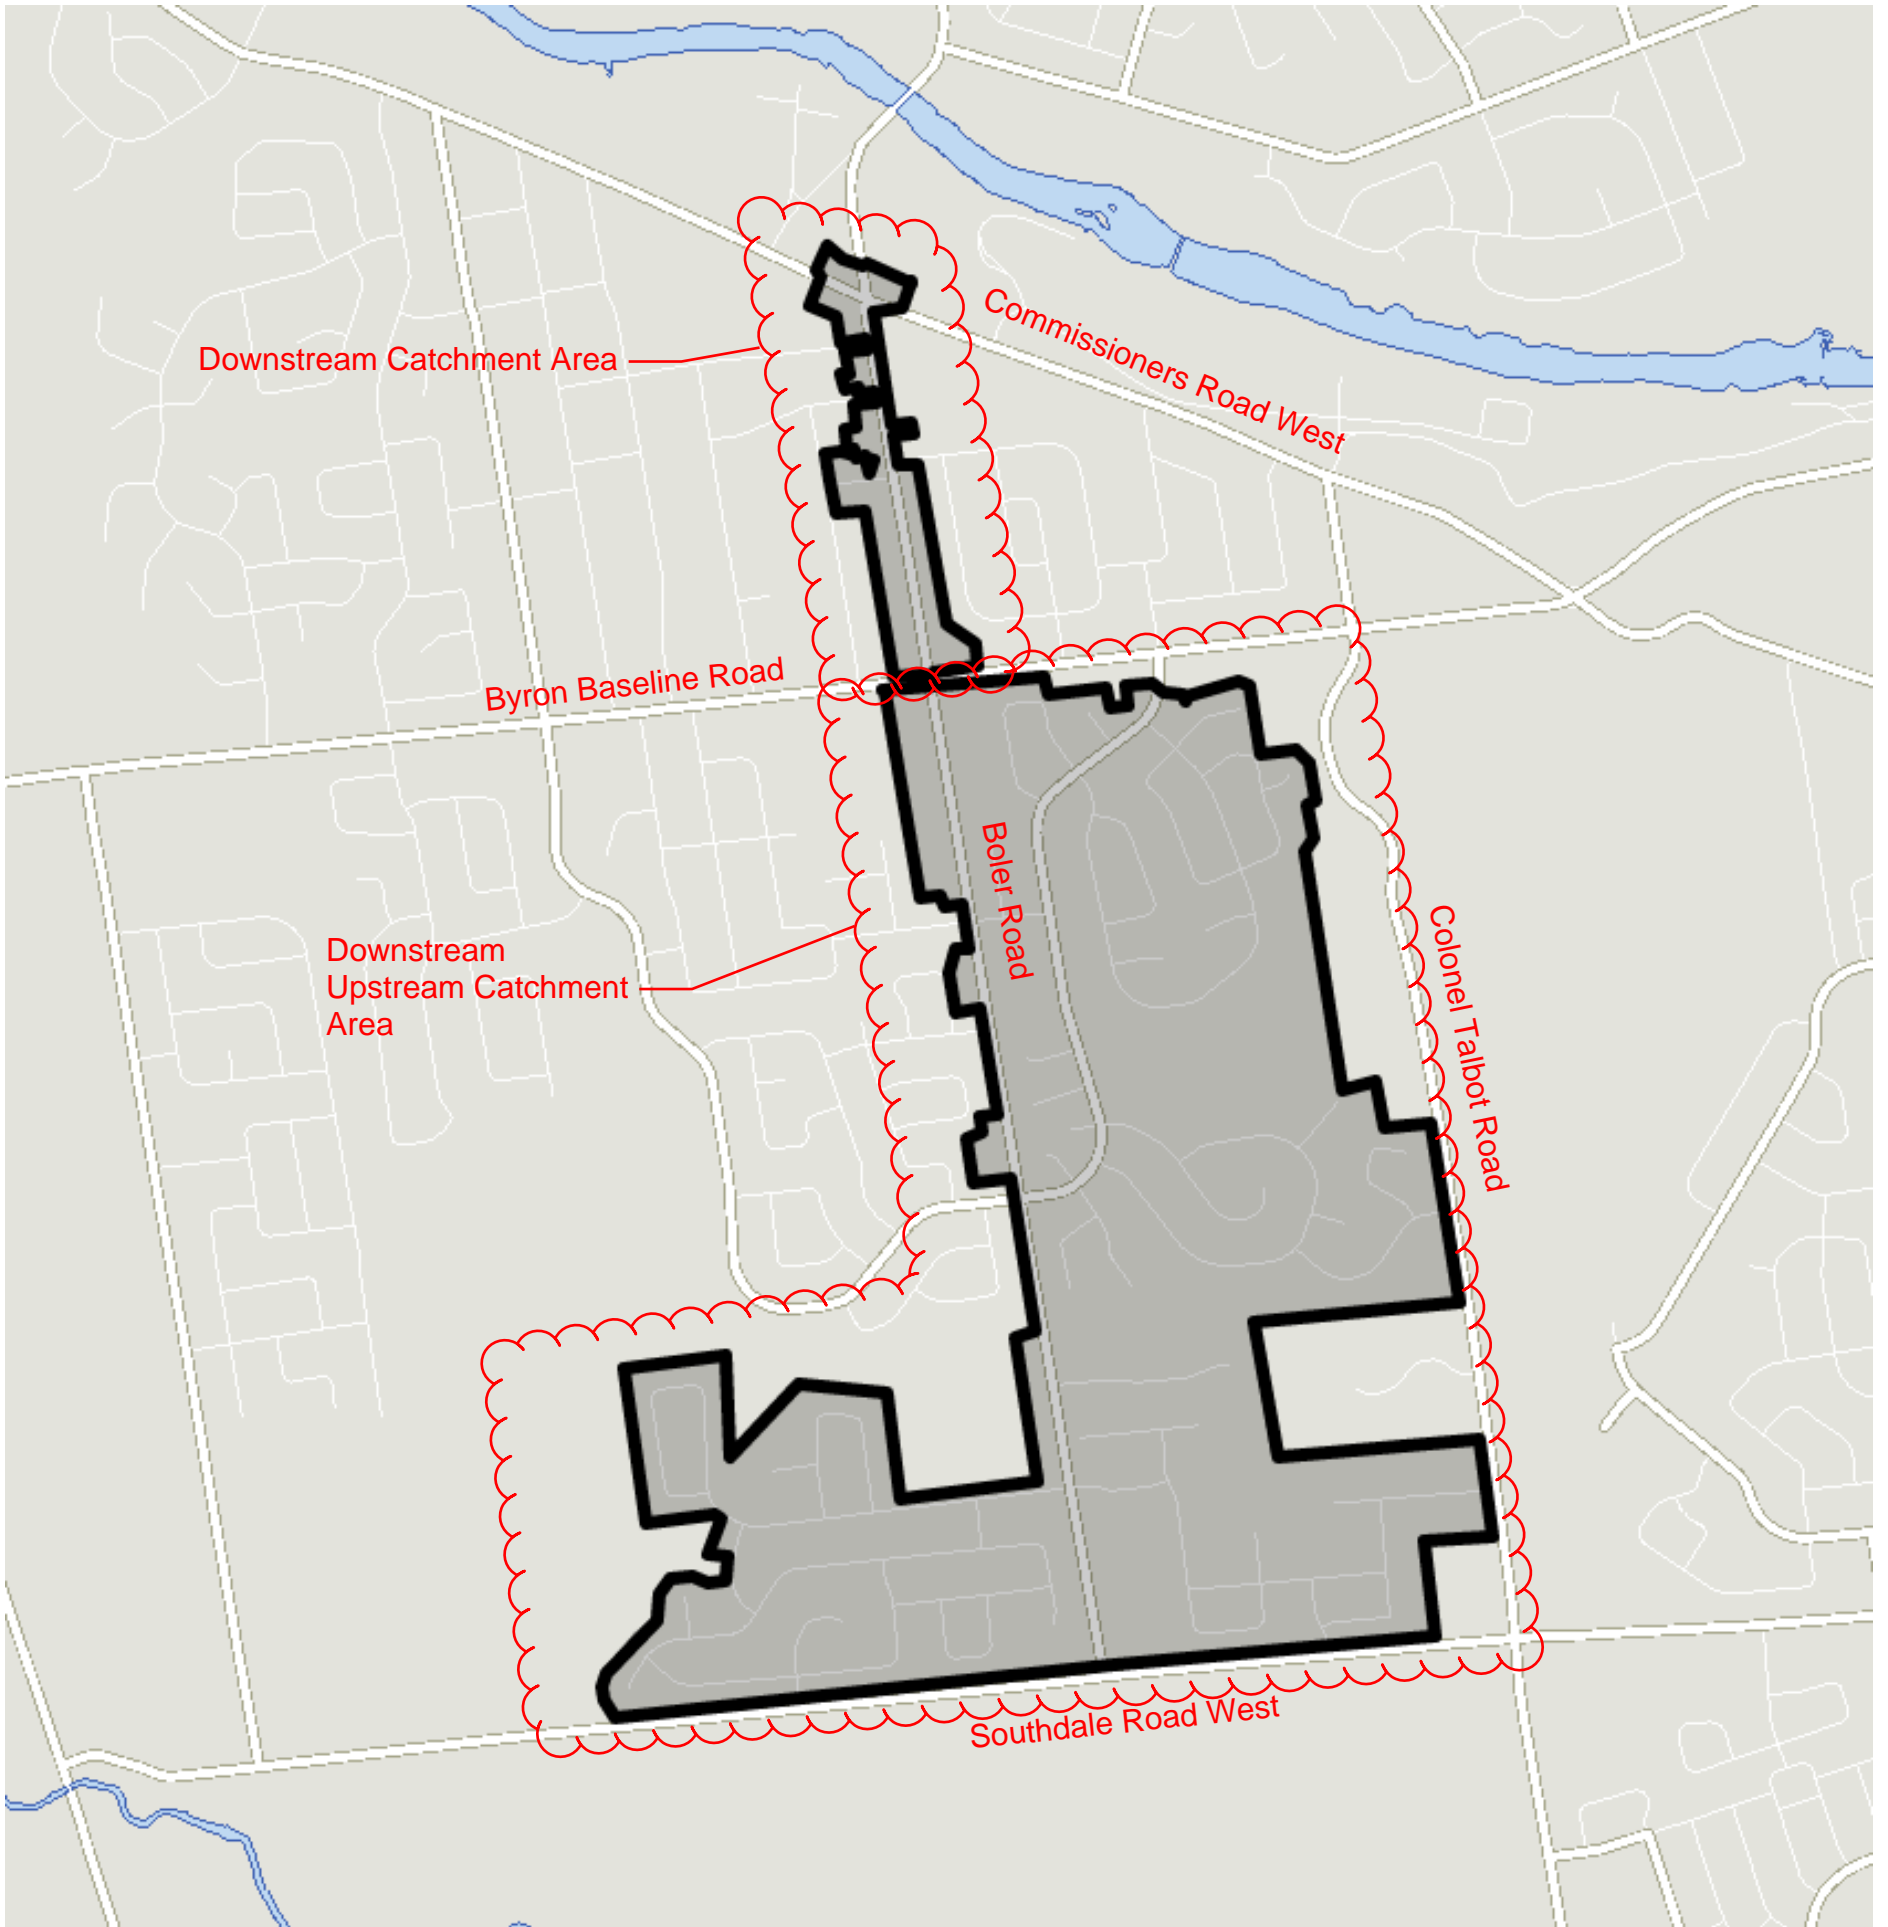 Commissioners Road West
Downstream Catchment Area
Byron Baseline Road
Boler Road
Colonel Talbot Road
Downstream
Upstream Catchment
Area
Southdale Road West